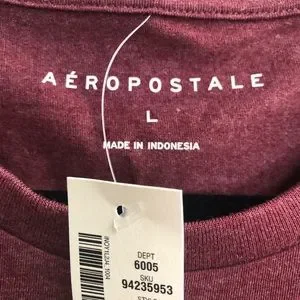 AÉROPOSTALE
L
MADE IN INDONESIA
DEPT
6005
SKU
94235953